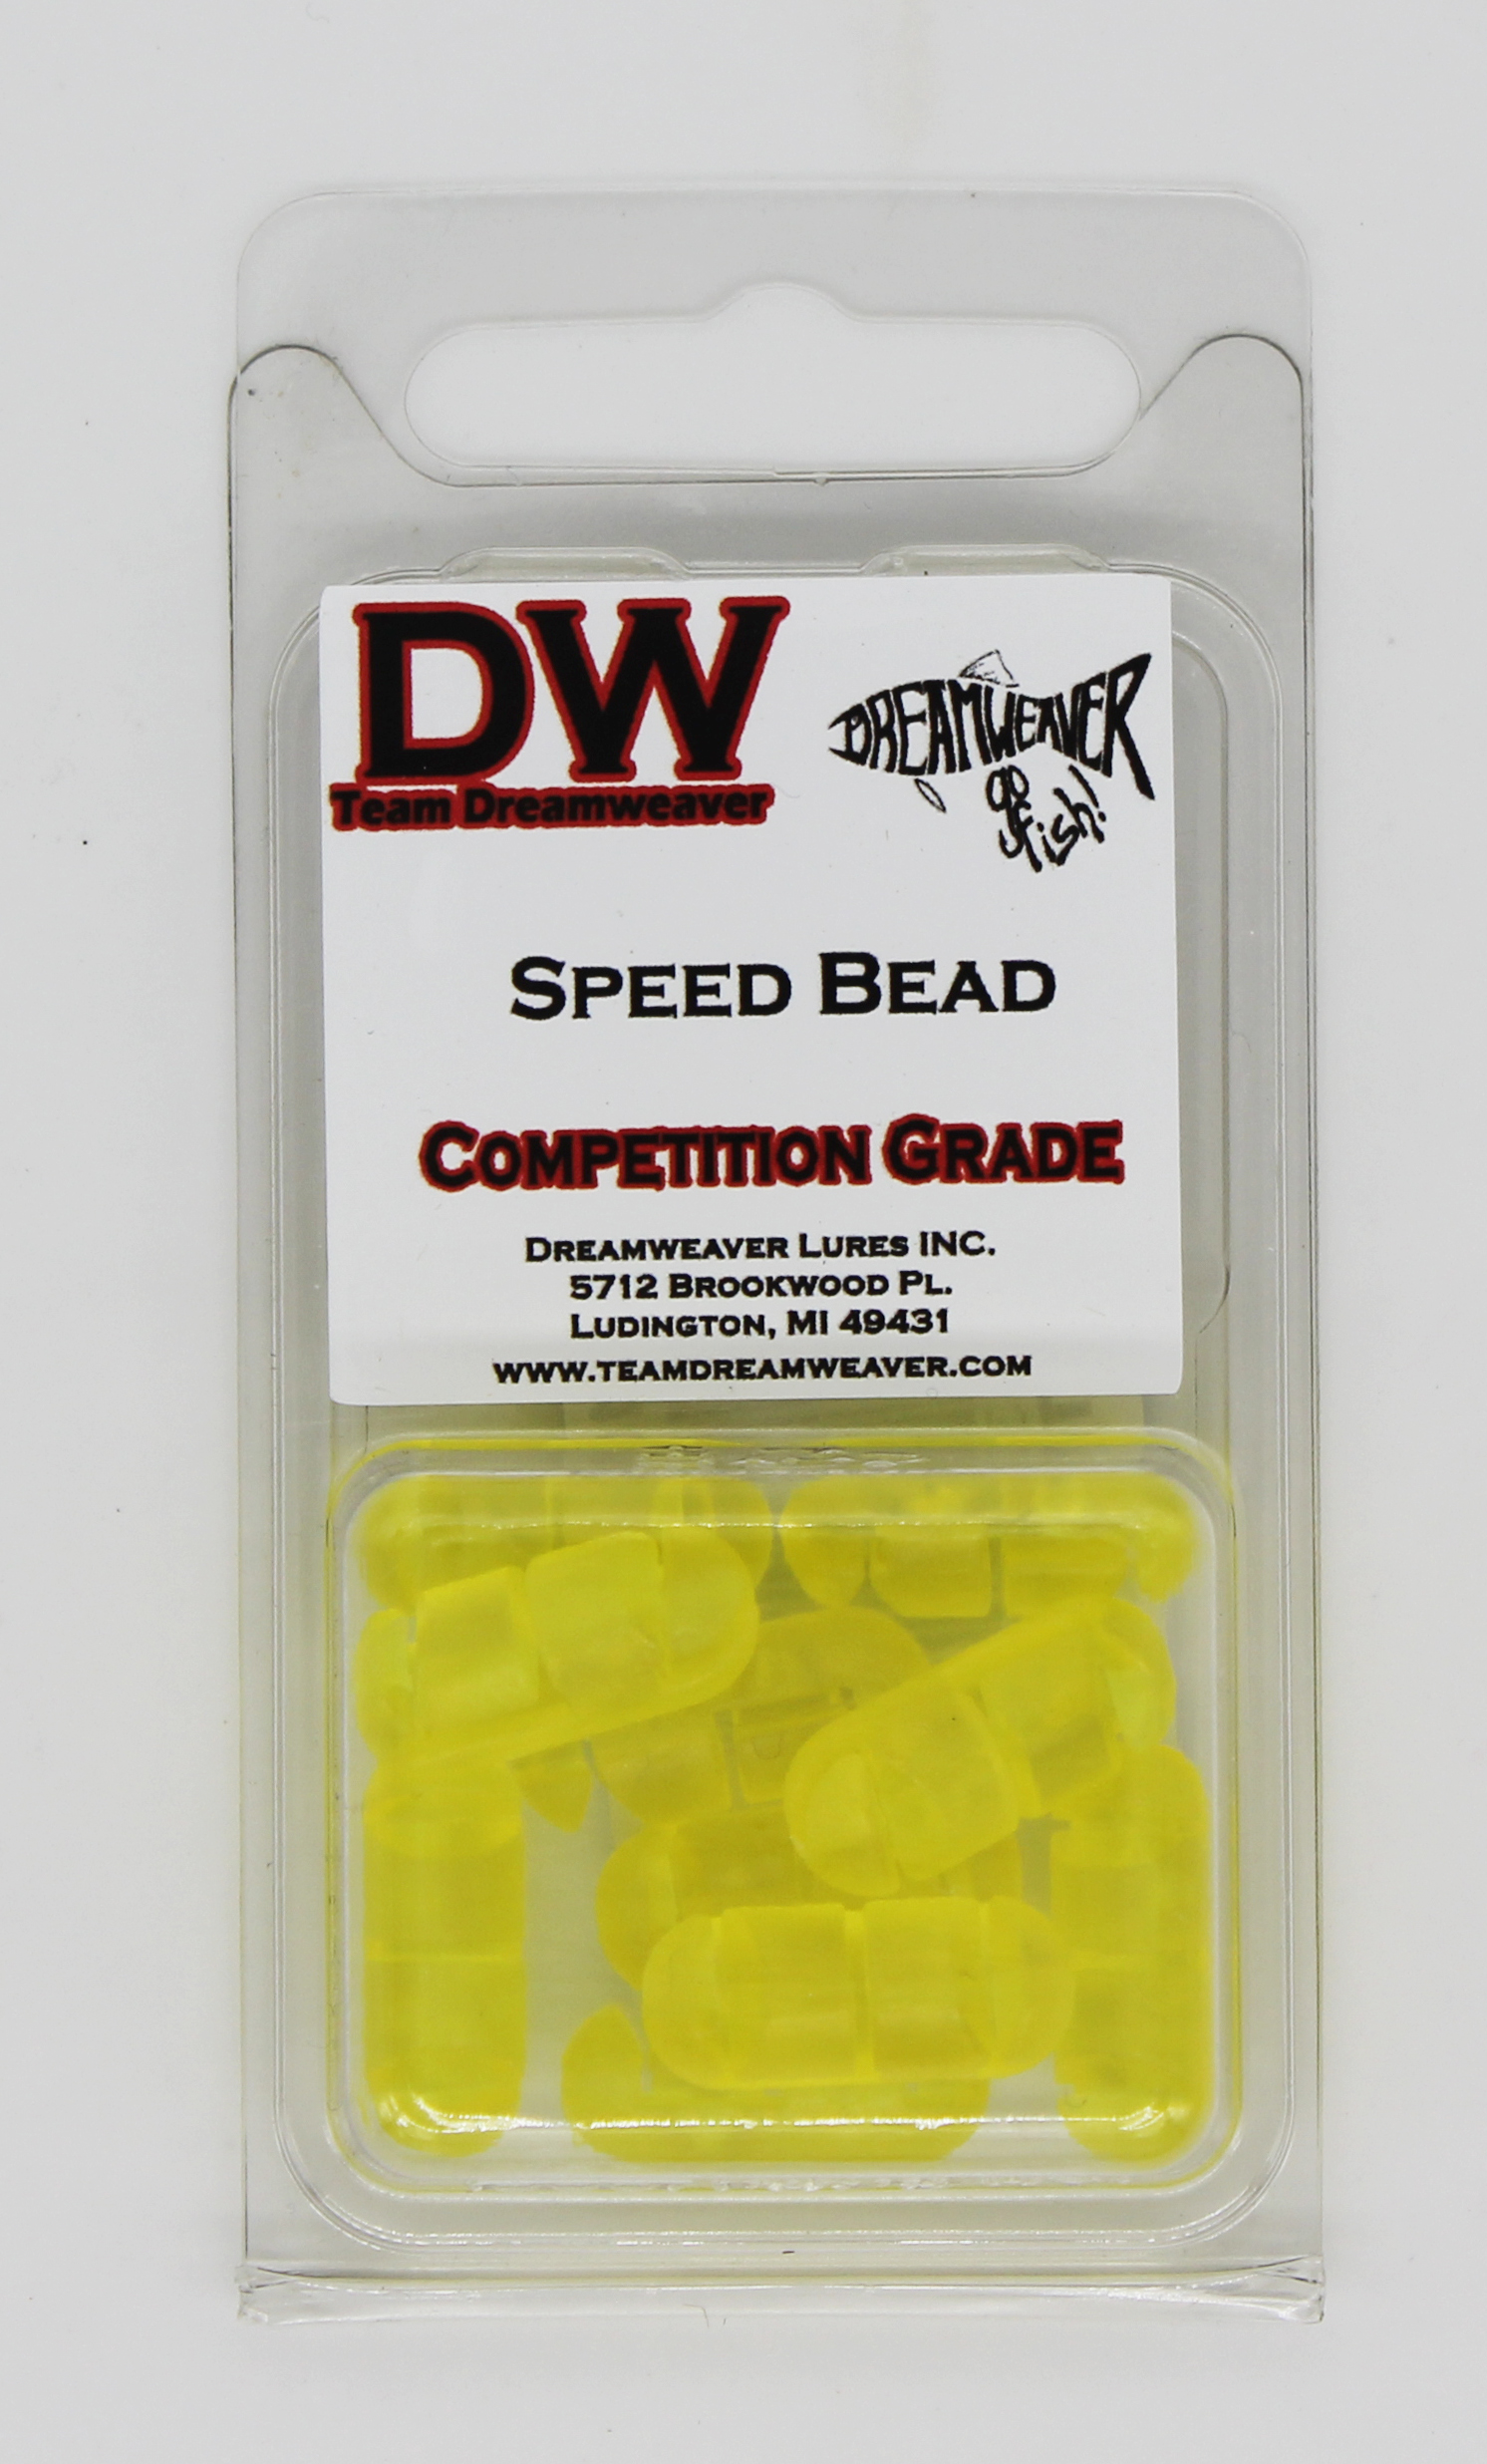 DW
Team Dreamweaver
DREAMWEAVER
go
fish!
SPEED BEAD
COMPETITION GRADE
DREAMWEAVER LURES INC.
5712 BROOKWOOD PL.
LUDINGTON, MI 49431
WWW.TEAMDREAMWEAVER.COM